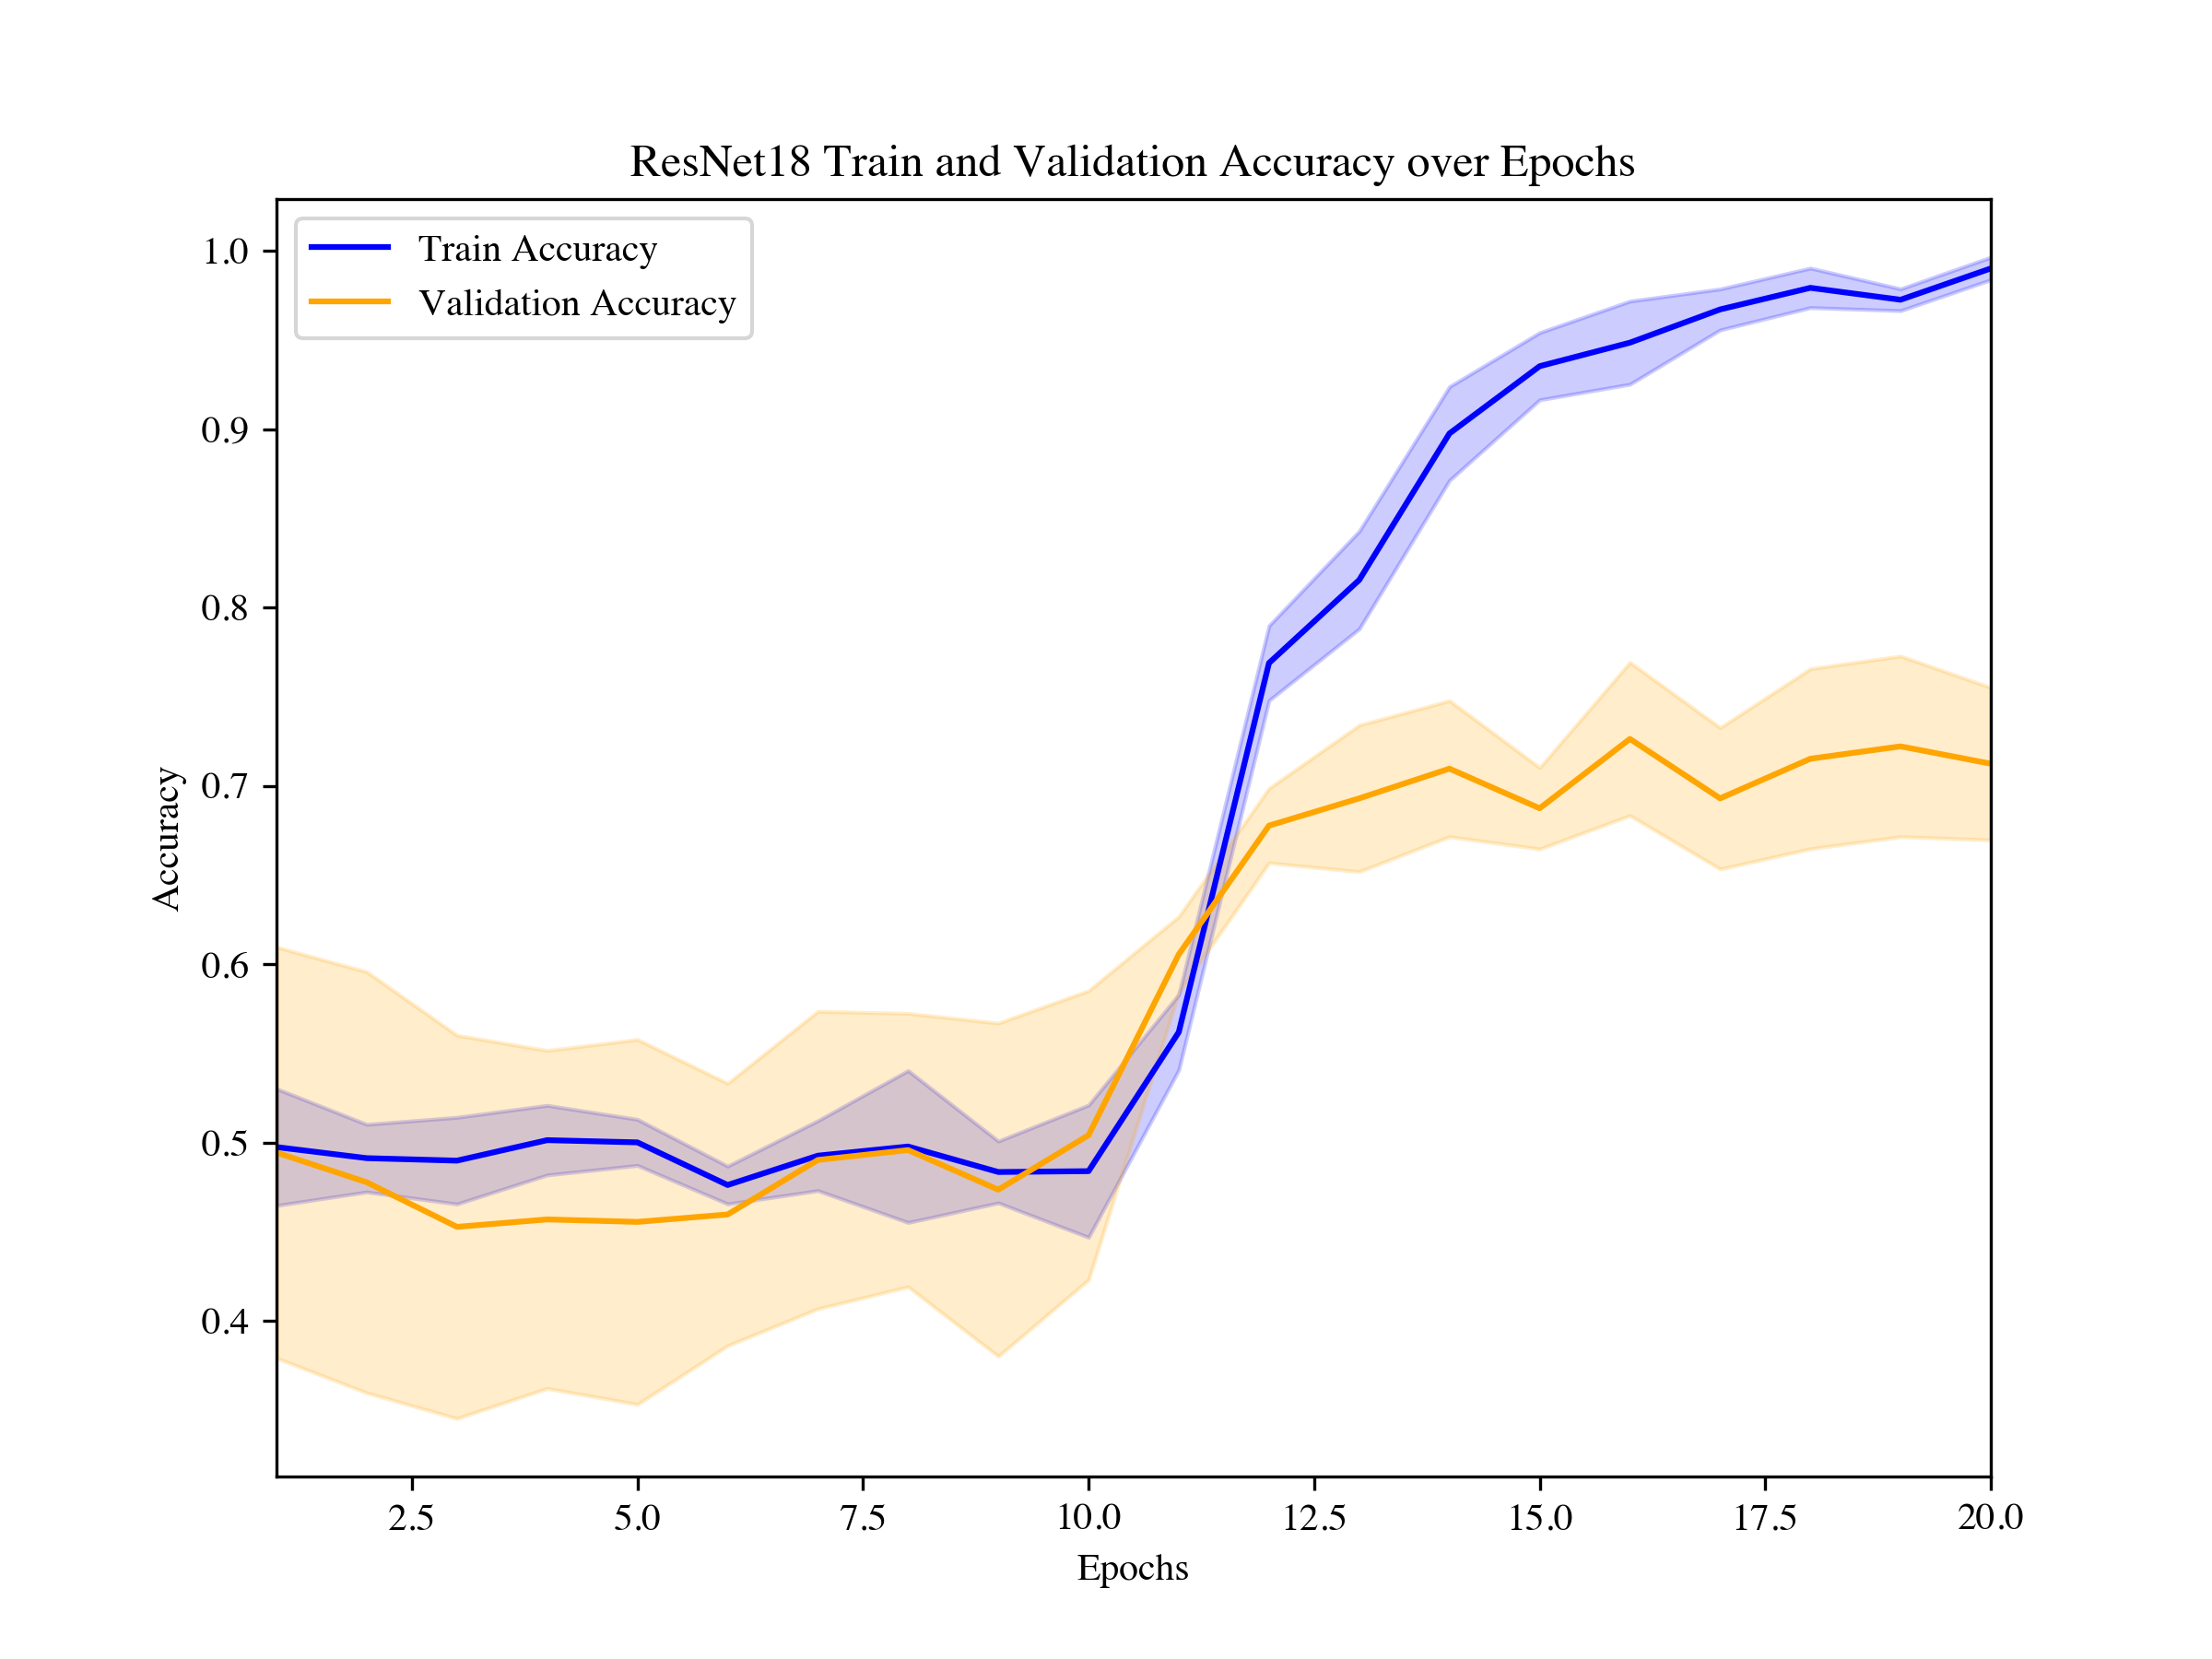 ResNet18 Train and Validation Accuracy over Epochs
Train Accuracy
Validation Accuracy
1.0
0.9
0.8
0.7
0.6
0.5
0.4
Accuracy
2.5 5.0 7.5 10.0 12.5 15.0 17.5 20.0
Epochs